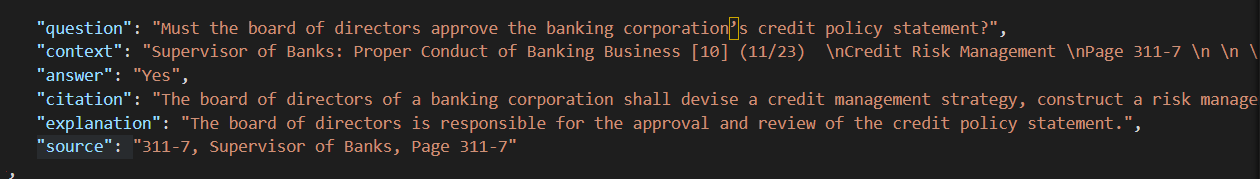 "question": "Must the board of directors approve the banking corporation’s credit policy statement?",
"context": "Supervisor of Banks: Proper Conduct of Banking Business [10] (11/23)  \nCredit Risk Management \nPage 311-7 \n \n \
"answer": "Yes",
"citation": "The board of directors of a banking corporation shall devise a credit management strategy, construct a risk manage
"explanation": "The board of directors is responsible for the approval and review of the credit policy statement.",
"source": "311-7, Supervisor of Banks, Page 311-7"
,